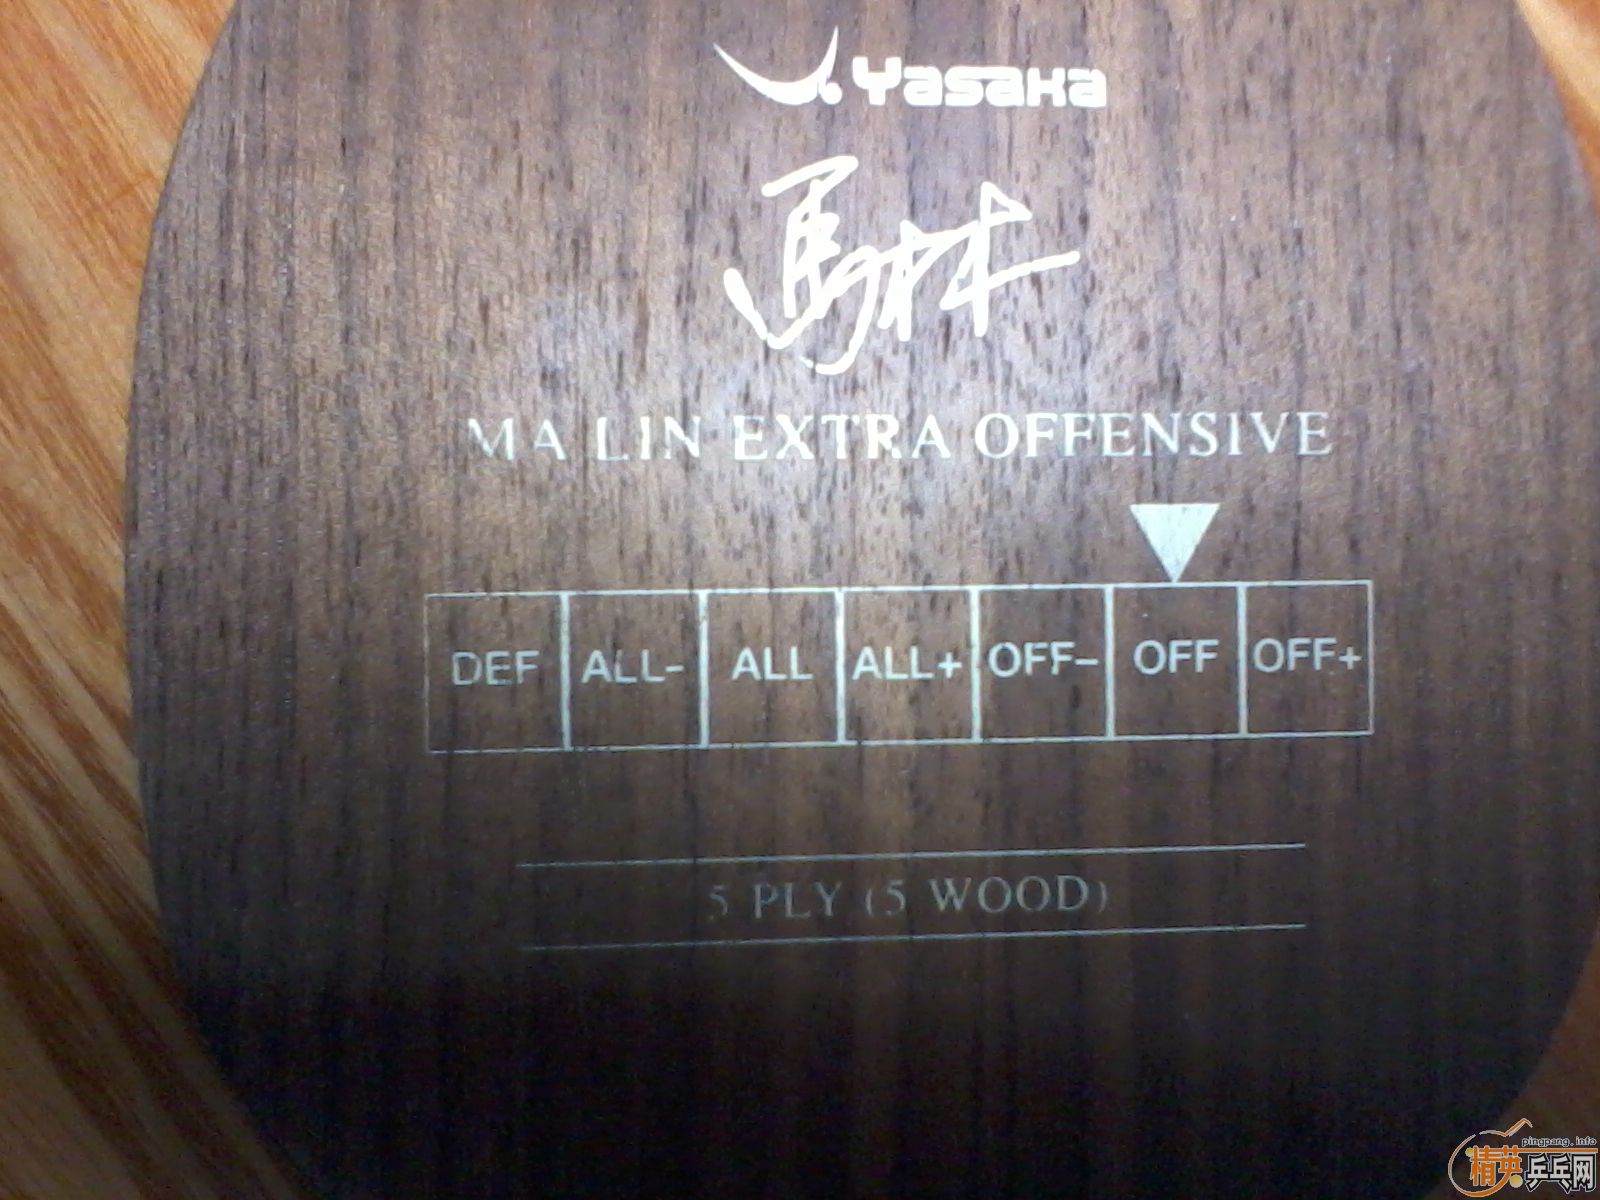 Yasaka
馬林
MA LIN EXTRA OFFENSIVE
DEF ALL- ALL ALL+ OFF- OFF OFF+
5 PLY (5 WOOD)
pingpang.info
精英乒乓网